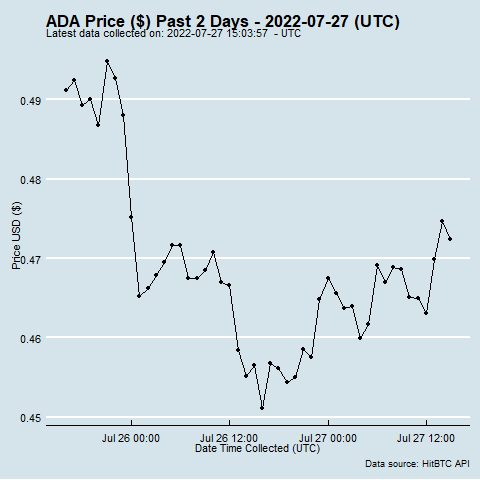 ADA Price ($) Past 2 Days - 2022-07-27 (UTC)
Latest data collected on: 2022-07-27 15:03:57  - UTC
0.49
0.48
0.47
0.46
0.45
Price USD ($)
Jul 26 00:00
Jul 26 12:00
Jul 27 00:00
Jul 27 12:00
Date Time Collected (UTC)
Data source: HitBTC API